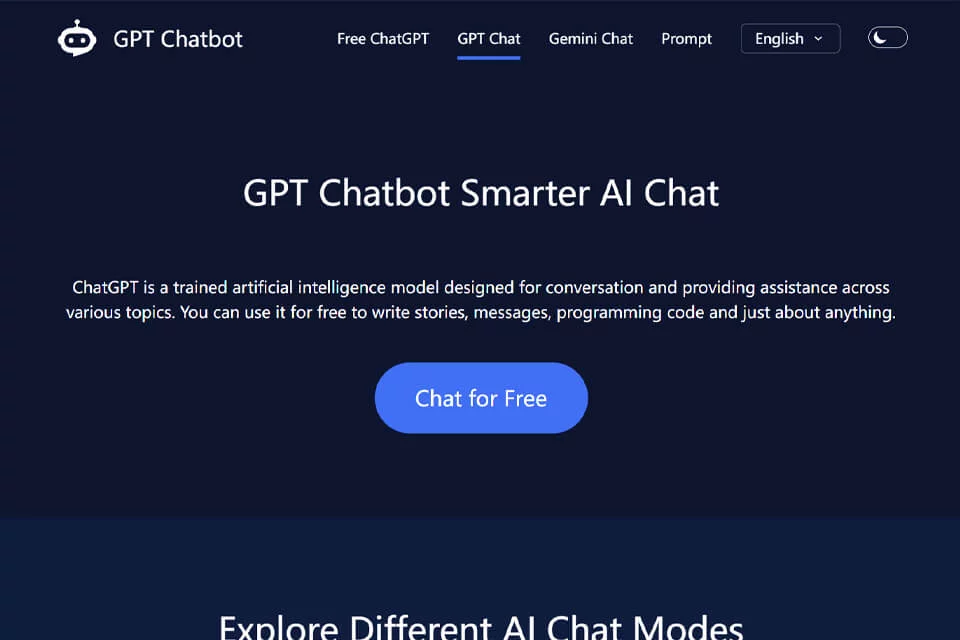 GPT Chatbot
Free ChatGPT
GPT Chat
Gemini Chat
Prompt
English
GPT Chatbot Smarter AI Chat
ChatGPT is a trained artificial intelligence model designed for conversation and providing assistance across
various topics. You can use it for free to write stories, messages, programming code and just about anything.
Chat for Free
Explore Different AI Chat Modes